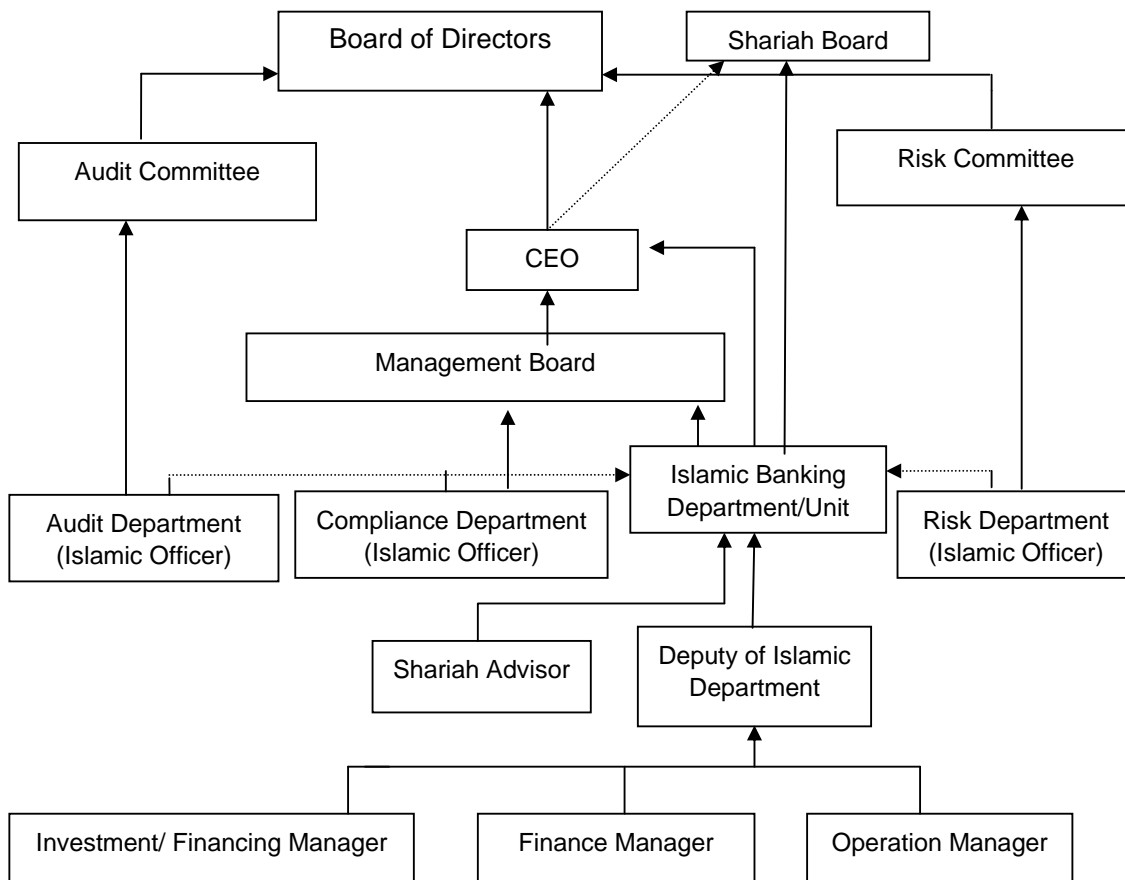 Board of Directors
Shariah Board
Audit Committee
Risk Committee
CEO
Management Board
Islamic Banking
Department/Unit
Audit Department
(Islamic Officer)
Compliance Department
(Islamic Officer)
Risk Department
(Islamic Officer)
Shariah Advisor
Deputy of Islamic
Department
Investment/ Financing Manager
Finance Manager
Operation Manager